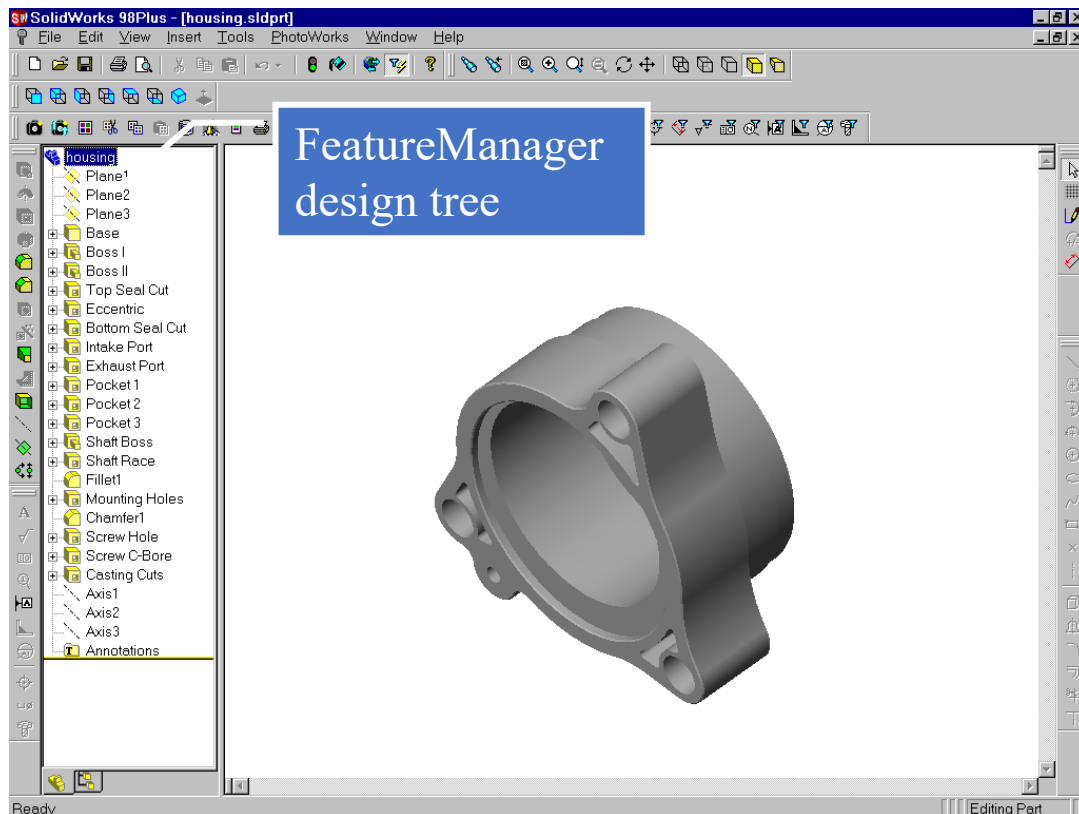 SolidWorks 98Plus - [housing.sldprt]
File Edit View Insert Tools PhotoWorks Window Help
FeatureManager
design tree
housing
Plane1
Plane2
Plane3
Base
Boss I
Boss II
Top Seal Cut
Eccentric
Bottom Seal Cut
Intake Port
Exhaust Port
Pocket 1
Pocket 2
Pocket 3
Shaft Boss
Shaft Race
Fillet1
Mounting Holes
Chamfer1
Screw Hole
Screw C-Bore
Casting Cuts
Axis1
Axis2
Axis3
Annotations
Ready Editing Part